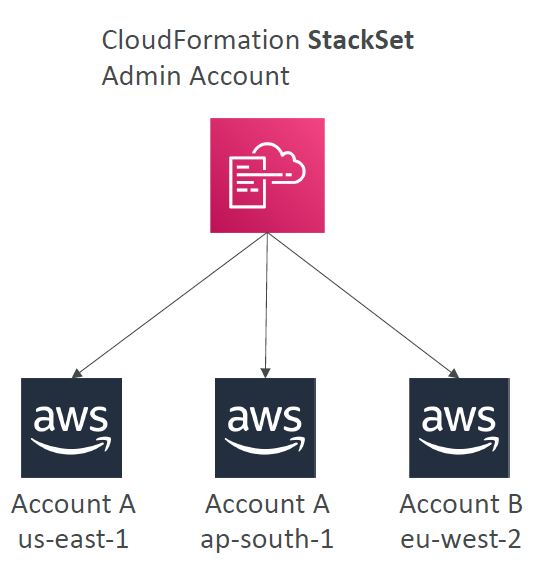 CloudFormation StackSet
Admin Account
aws
aws
aws
Account A
us-east-1
Account A
ap-south-1
Account B
eu-west-2